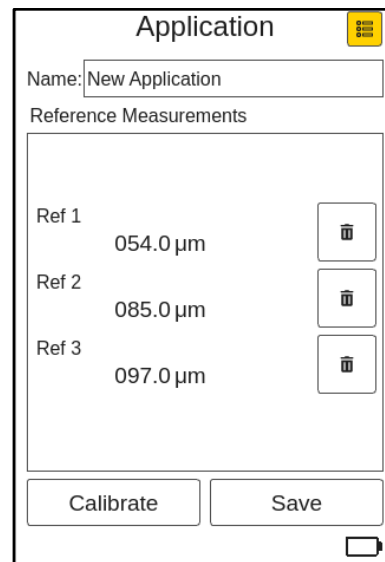 Application
Name: New Application
Reference Measurements
Ref 1
054.0 µm
Ref 2
085.0 µm
Ref 3
097.0 µm
Calibrate Save